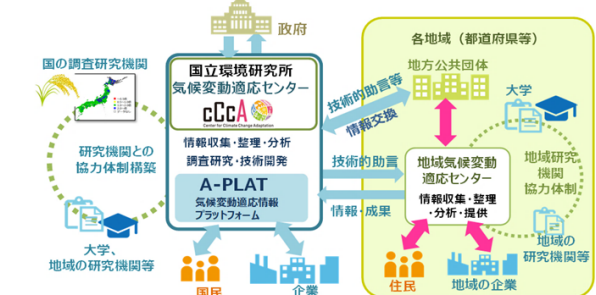 政府
各地域（都道府県等）
国の調査研究機関
国立環境研究所
気候変動適応センター
CCCA
Center for Climate Change Adaptation
地方公共団体
技術的助言等
情報交換
大学
情報収集・整理・分析
調査研究・技術開発
研究機関との
協力体制構築
技術的助言
地域気候変動
適応センター
地域研究
機関
協力体制
A-PLAT
気候変動適応情報
プラットフォーム
情報・成果
情報収集・整理
・分析・提供
大学、
地域の研究機関等
地域の
研究機関等
国民
企業
住民
地域の企業